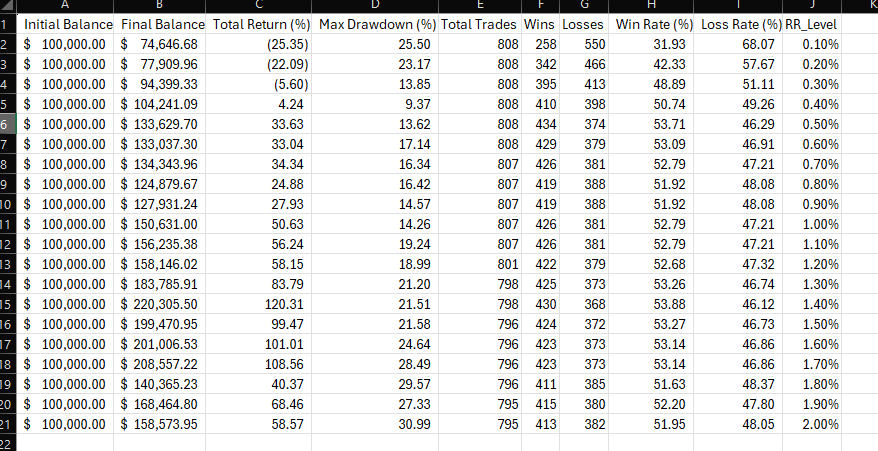 A B C D E F G H I J K
1 Initial Balance Final Balance Total Return (%) Max Drawdown (%) Total Trades Wins Losses Win Rate (%) Loss Rate (%) RR_Level
2 $ 100,000.00 $ 74,646.68 (25.35) 25.50 808 258 550 31.93 68.07 0.10%
3 $ 100,000.00 $ 77,909.96 (22.09) 23.17 808 342 466 42.33 57.67 0.20%
4 $ 100,000.00 $ 94,399.33 (5.60) 13.85 808 395 413 48.89 51.11 0.30%
5 $ 100,000.00 $ 104,241.09 4.24 9.37 808 410 398 50.74 49.26 0.40%
6 $ 100,000.00 $ 133,629.70 33.63 13.62 808 434 374 53.71 46.29 0.50%
7 $ 100,000.00 $ 133,037.30 33.04 17.14 808 429 379 53.09 46.91 0.60%
8 $ 100,000.00 $ 134,343.96 34.34 16.34 807 426 381 52.79 47.21 0.70%
9 $ 100,000.00 $ 124,879.67 24.88 16.42 807 419 388 51.92 48.08 0.80%
10 $ 100,000.00 $ 127,931.24 27.93 14.57 807 419 388 51.92 48.08 0.90%
11 $ 100,000.00 $ 150,631.00 50.63 14.26 807 426 381 52.79 47.21 1.00%
12 $ 100,000.00 $ 156,235.38 56.24 19.24 807 426 381 52.79 47.21 1.10%
13 $ 100,000.00 $ 158,146.02 58.15 18.99 801 422 379 52.68 47.32 1.20%
14 $ 100,000.00 $ 183,785.91 83.79 21.20 798 425 373 53.26 46.74 1.30%
15 $ 100,000.00 $ 220,305.50 120.31 21.51 798 430 368 53.88 46.12 1.40%
16 $ 100,000.00 $ 199,470.95 99.47 21.58 796 424 372 53.27 46.73 1.50%
17 $ 100,000.00 $ 201,006.53 101.01 24.64 796 423 373 53.14 46.86 1.60%
18 $ 100,000.00 $ 208,557.22 108.56 28.49 796 423 373 53.14 46.86 1.70%
19 $ 100,000.00 $ 140,365.23 40.37 29.57 796 411 385 51.63 48.37 1.80%
20 $ 100,000.00 $ 168,464.80 68.46 27.33 795 415 380 52.20 47.80 1.90%
21 $ 100,000.00 $ 158,573.95 58.57 30.99 795 413 382 51.95 48.05 2.00%
22